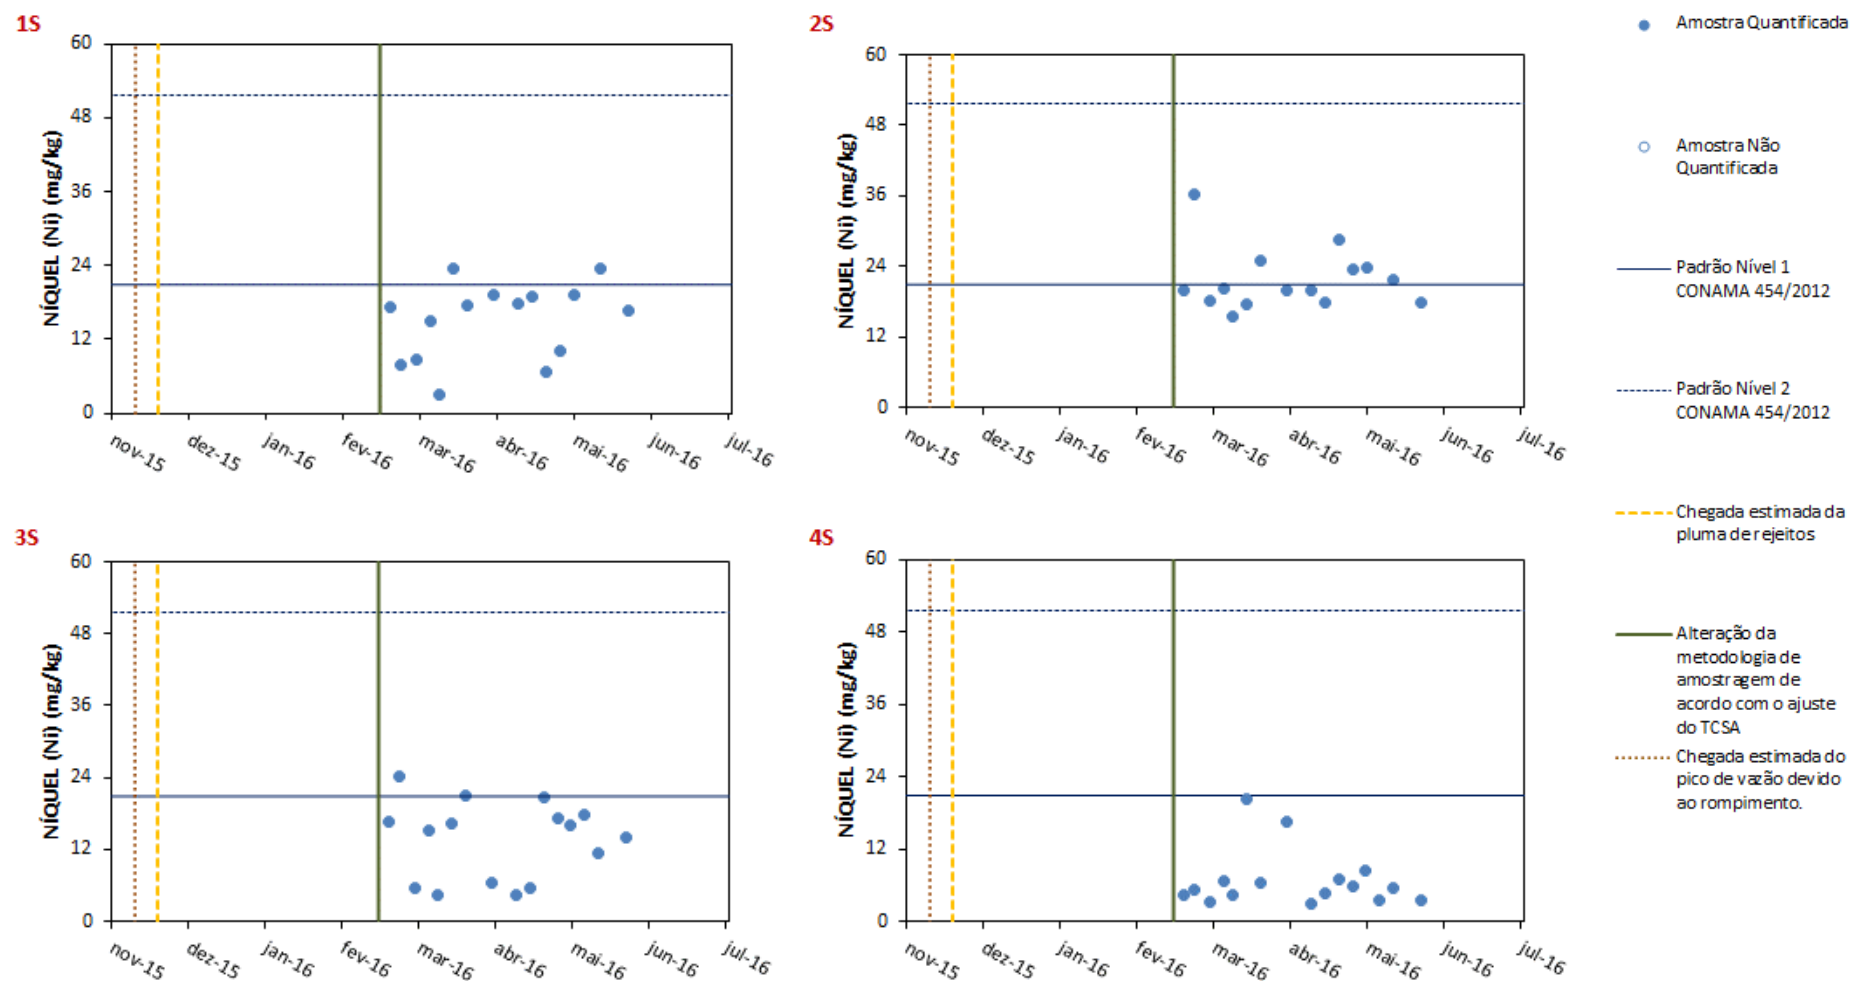 1S
NÍQUEL (Ni) (mg/kg)
60
48
36
24
12
0
nov-15
dez-15
jan-16
fev-16
mar-16
abr-16
mai-16
jun-16
jul-16
2S
NÍQUEL (Ni) (mg/kg)
60
48
36
24
12
0
nov-15
dez-15
jan-16
fev-16
mar-16
abr-16
mai-16
jun-16
jul-16
3S
NÍQUEL (Ni) (mg/kg)
60
48
36
24
12
0
nov-15
dez-15
jan-16
fev-16
mar-16
abr-16
mai-16
jun-16
jul-16
4S
NÍQUEL (Ni) (mg/kg)
60
48
36
24
12
0
nov-15
dez-15
jan-16
fev-16
mar-16
abr-16
mai-16
jun-16
jul-16
Amostra Quantificada
Amostra Não
Quantificada
Padrão Nível 1
CONAMA 454/2012
Padrão Nível 2
CONAMA 454/2012
Chegada estimada da
pluma de rejeitos
Alteração da
metodologia de
amostragem de
acordo com o ajuste
do TCSA
Chegada estimada do
pico de vazão devido
ao rompimento.